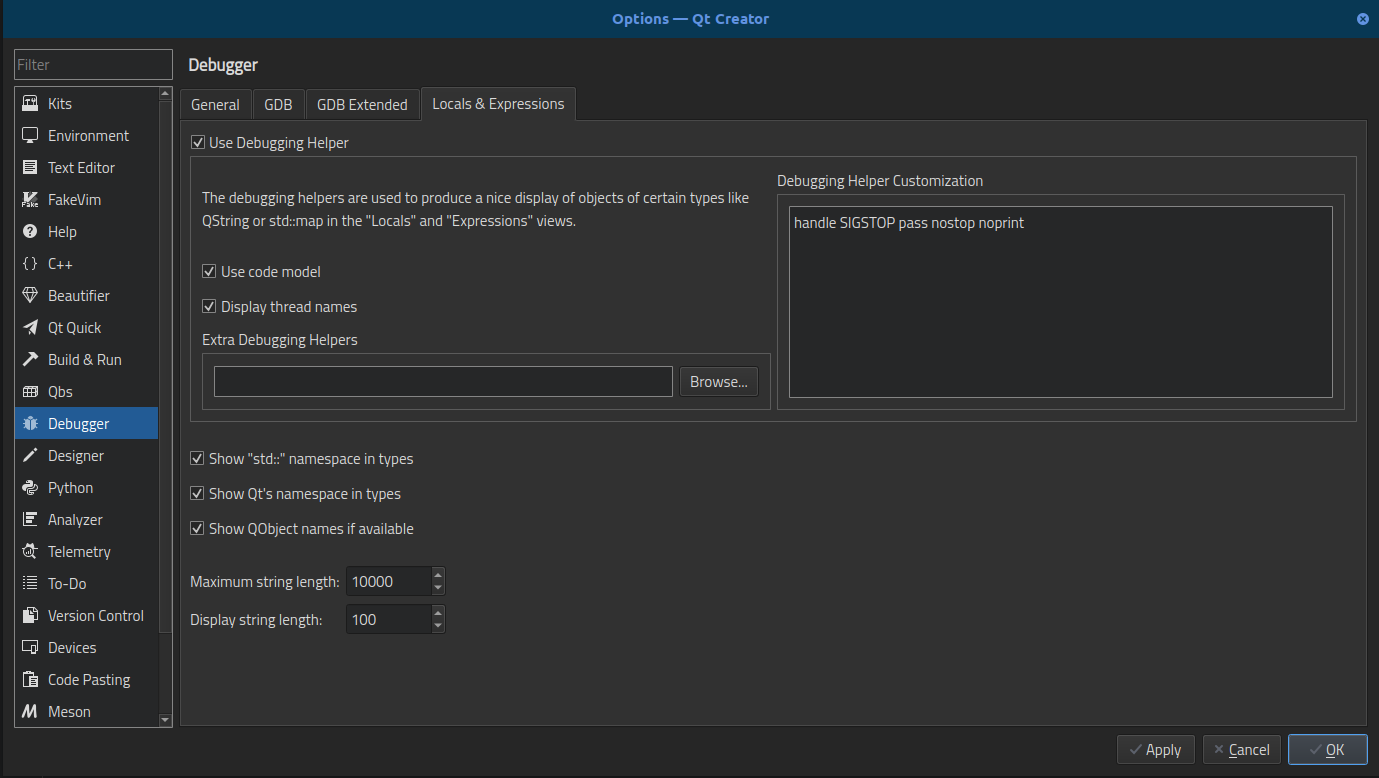 Options — Qt Creator
Filter
Kits
Environment
Text Editor
FakeVim
Help
C++
Beautifier
Qt Quick
Build & Run
Qbs
Debugger
Designer
Python
Analyzer
Telemetry
To-Do
Version Control
Devices
Code Pasting
Meson
Debugger
General
GDB
GDB Extended
Locals & Expressions
Use Debugging Helper
The debugging helpers are used to produce a nice display of objects of certain types like
QString or std::map in the "Locals" and "Expressions" views.
Use code model
Display thread names
Extra Debugging Helpers
Browse...
Debugging Helper Customization
handle SIGSTOP pass nostop noprint
Show "std::" namespace in types
Show Qt's namespace in types
Show QObject names if available
Maximum string length: 10000
Display string length: 100
Apply
Cancel
OK